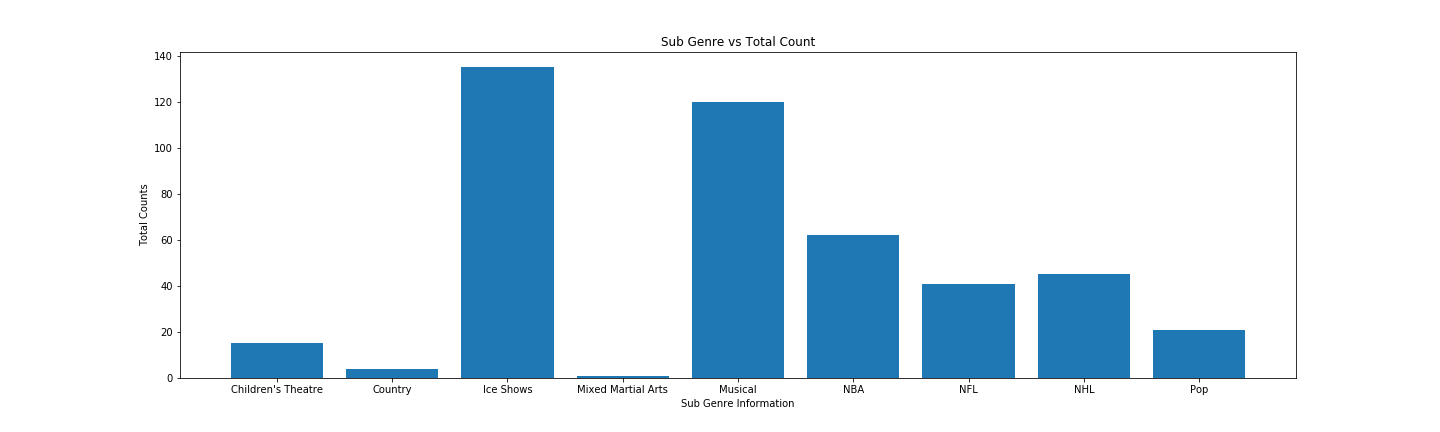 Sub Genre vs Total Count
140
120
100
80
60
40
20
0
Total Counts
Children's Theatre
Country
Ice Shows
Mixed Martial Arts
Musical
NBA
NFL
NHL
Pop
Sub Genre Information